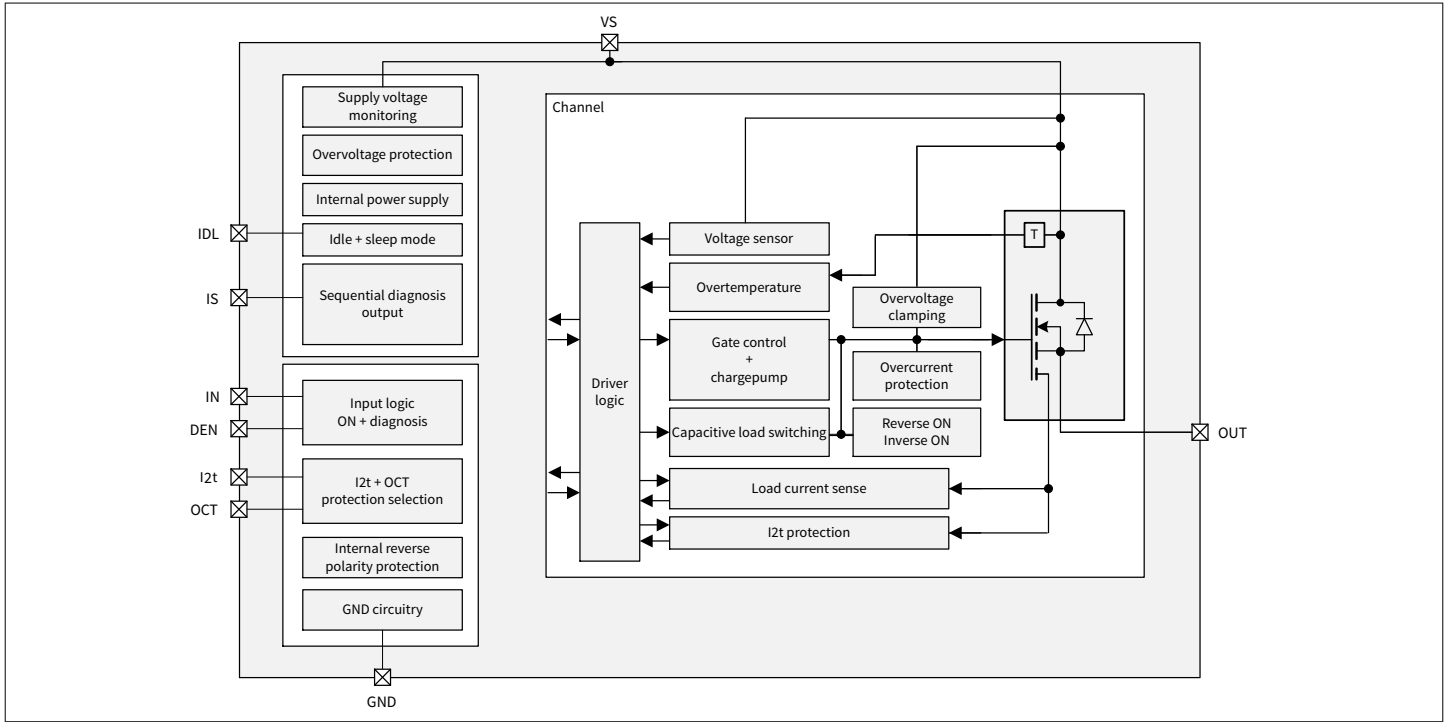 VS
Supply voltage
monitoring
Overvoltage protection
Internal power supply
IDL
Idle + sleep mode
IS
Sequential diagnosis
output
IN
DEN
Input logic
ON + diagnosis
I2t
OCT
I2t + OCT
protection selection
Internal reverse
polarity protection
GND circuitry
GND
Channel
Driver
logic
Voltage sensor
Overtemperature
Gate control
+
chargepump
Capacitive load switching
Overvoltage
clamping
Overcurrent
protection
Reverse ON
Inverse ON
Load current sense
I2t protection
T
OUT